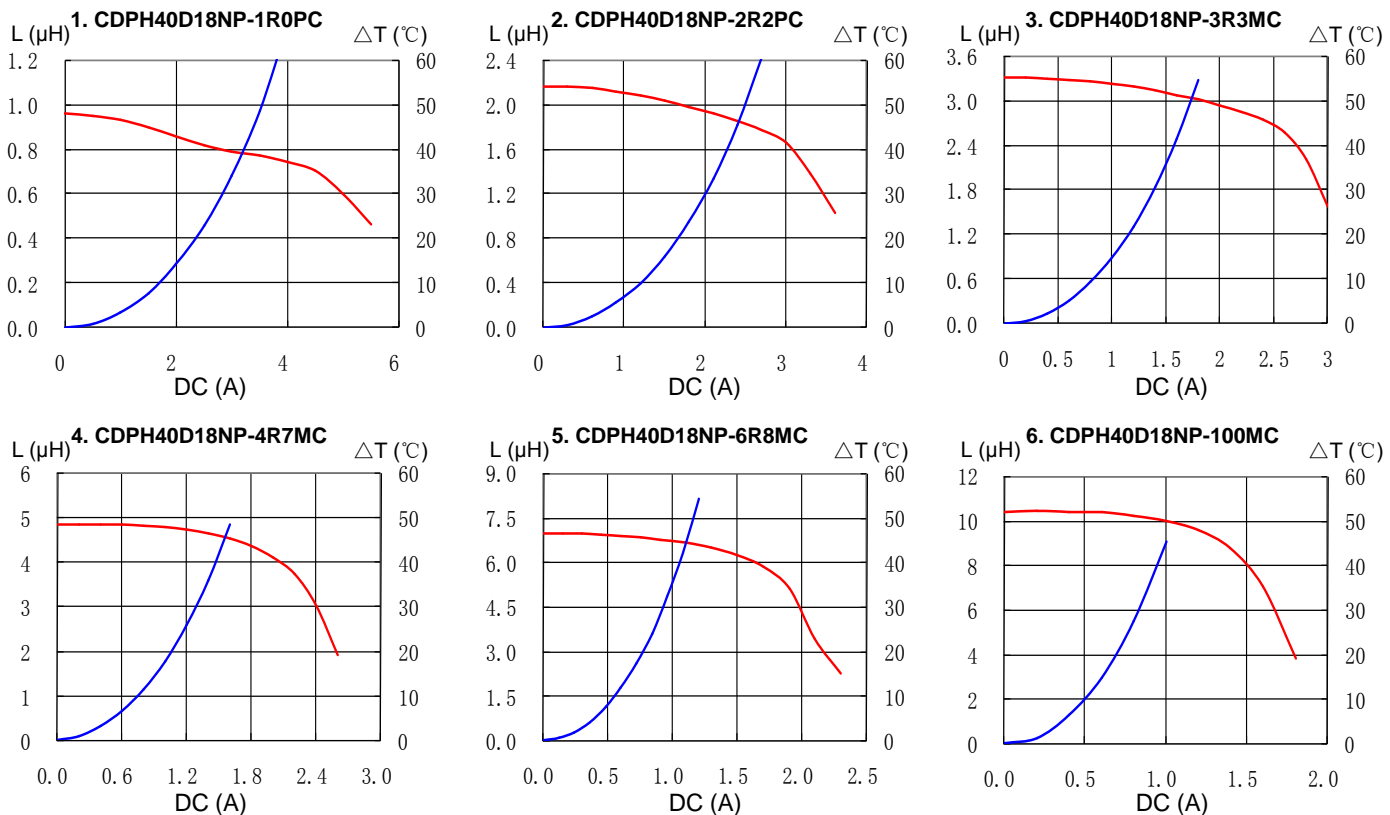 1. CDPH40D18NP-1R0PC
L (μH)
△T (℃)
1.2
1.0
0.8
0.6
0.4
0.2
0.0
60
50
40
30
20
10
0
0 2 4 6
DC (A)
2. CDPH40D18NP-2R2PC
L (μH)
△T (℃)
2.4
2.0
1.6
1.2
0.8
0.4
0.0
60
50
40
30
20
10
0
0 1 2 3 4
DC (A)
3. CDPH40D18NP-3R3MC
L (μH)
△T (℃)
3.6
3.0
2.4
1.8
1.2
0.6
0.0
60
50
40
30
20
10
0
0 0.5 1 1.5 2 2.5 3
DC (A)
4. CDPH40D18NP-4R7MC
L (μH)
△T (℃)
6
5
4
3
2
1
0
60
50
40
30
20
10
0
0.0 0.6 1.2 1.8 2.4 3.0
DC (A)
5. CDPH40D18NP-6R8MC
L (μH)
△T (℃)
9.0
7.5
6.0
4.5
3.0
1.5
0.0
60
50
40
30
20
10
0
0.0 0.5 1.0 1.5 2.0 2.5
DC (A)
6. CDPH40D18NP-100MC
L (μH)
△T (℃)
12
10
8
6
4
2
0
60
50
40
30
20
10
0
0.0 0.5 1.0 1.5 2.0
DC (A)